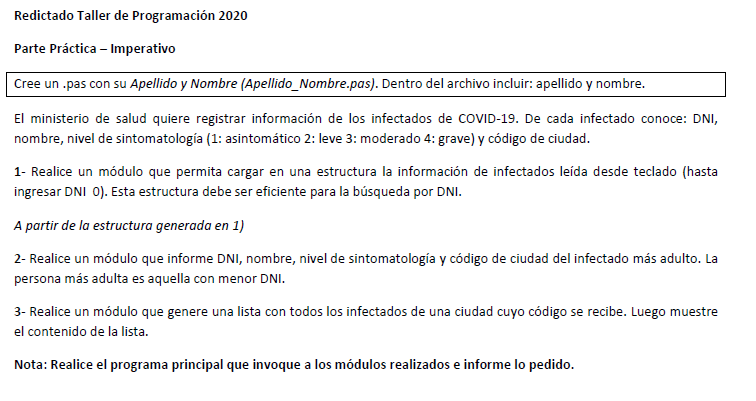 Redictado Taller de Programación 2020
Parte Práctica – Imperativo
Cree un .pas con su Apellido y Nombre (Apellido_Nombre.pas). Dentro del archivo incluir: apellido y nombre.
El ministerio de salud quiere registrar información de los infectados de COVID-19. De cada infectado conoce: DNI,
nombre, nivel de sintomatología (1: asintomático 2: leve 3: moderado 4: grave) y código de ciudad.
1- Realice un módulo que permita cargar en una estructura la información de infectados leída desde teclado (hasta
ingresar DNI 0). Esta estructura debe ser eficiente para la búsqueda por DNI.
A partir de la estructura generada en 1)
2- Realice un módulo que informe DNI, nombre, nivel de sintomatología y código de ciudad del infectado más adulto. La
persona más adulta es aquella con menor DNI.
3- Realice un módulo que genere una lista con todos los infectados de una ciudad cuyo código se recibe. Luego muestre
el contenido de la lista.
Nota: Realice el programa principal que invoque a los módulos realizados e informe lo pedido.